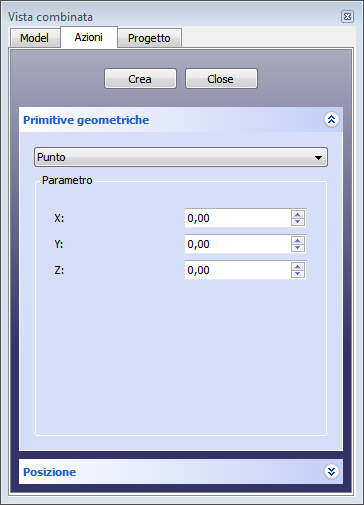 Vista combinata
Model Azioni Progetto
Crea Close
Primitive geometriche
Punto
Parametro
X: 0,00
Y: 0,00
Z: 0,00
Posizione